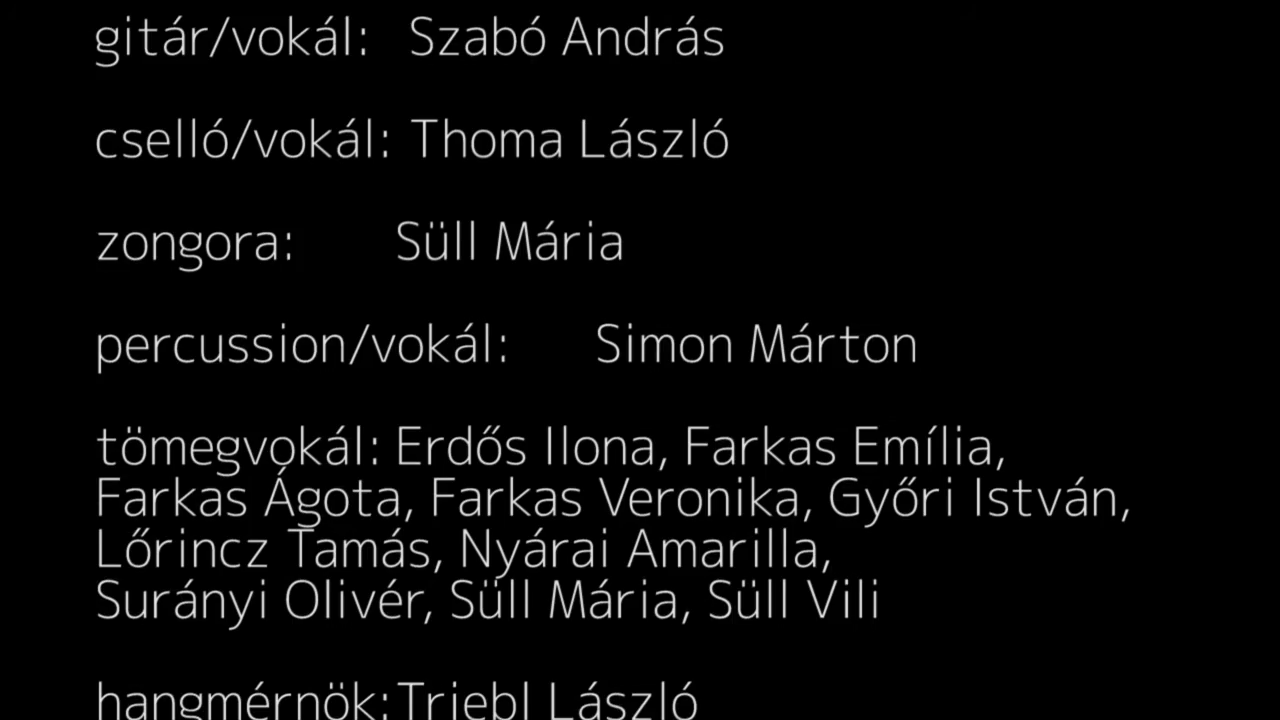 gitár/vokál: Szabó András
cselló/vokál: Thoma László
zongora: Süll Mária
percussion/vokál: Simon Márton
tömegvokál: Erdős Ilona, Farkas Emília,
Farkas Ágota, Farkas Veronika, Győri István,
Lőrincz Tamás, Nyárai Amarilla,
Surányi Olivér, Süll Mária, Süll Vili
hangmérnök:Triebl László